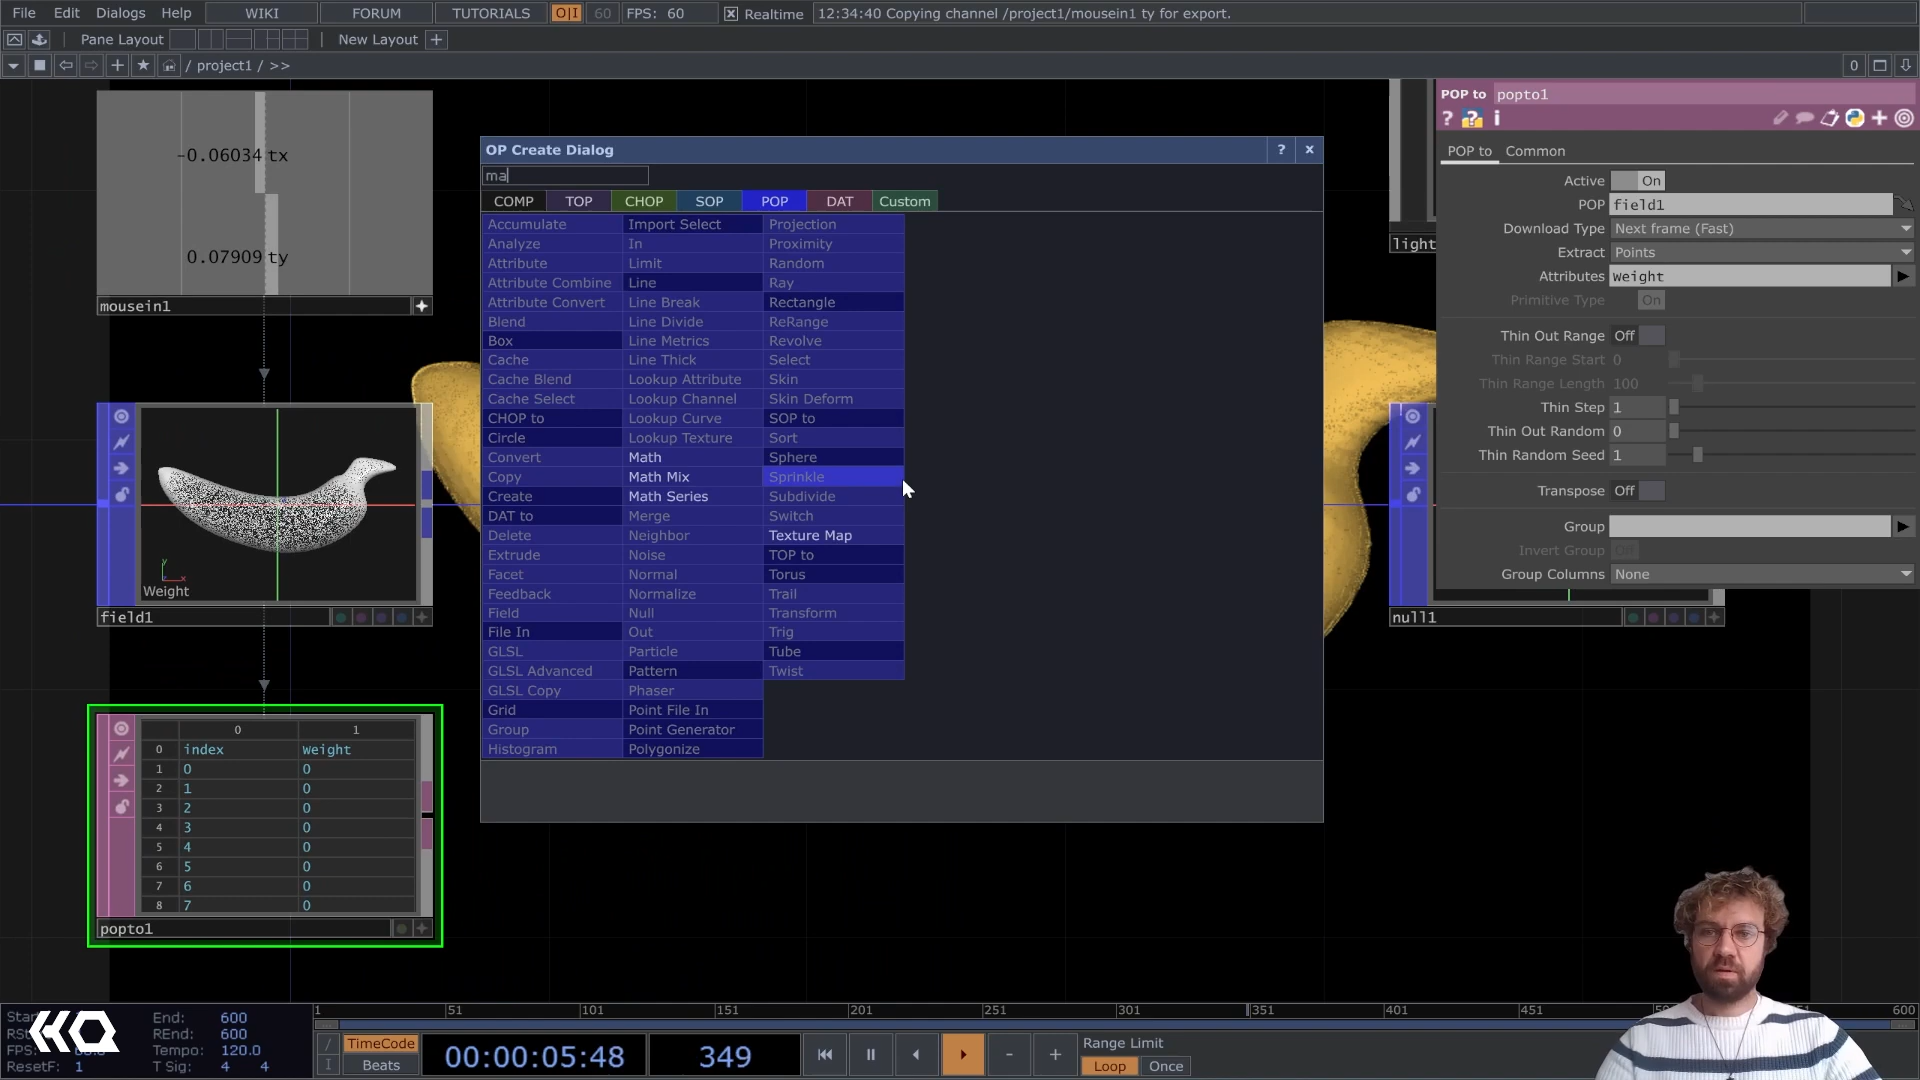 File Edit Dialogs Help WIKI FORUM TUTORIALS O|I 60 FPS: 60 Realtime 12:34:40 Copying channel /project1/mousein1 ty for export.
Pane Layout New Layout +
/ project1 / >> 0
-0.06034 tx
0.07909 ty
mousein1
Weight
field1
0 1
0 index Weight
1 0 0
2 1 0
3 2 0
4 3 0
5 4 0
6 5 0
7 6 0
8 7 0
popto1
OP Create Dialog ? x
ma
COMP TOP CHOP SOP POP DAT Custom
Accumulate Import Select Projection
Analyze In Proximity
Attribute Limit Random
Attribute Combine Line Ray
Attribute Convert Line Break Rectangle
Blend Line Divide ReRange
Box Line Metrics Revolve
Cache Line Thick Select
Cache Blend Lookup Attribute Skin
Cache Select Lookup Channel Skin Deform
CHOP to Lookup Curve SOP to
Circle Lookup Texture Sort
Convert Math Sphere
Copy Math Mix Sprinkle
Create Math Series Subdivide
DAT to Merge Switch
Delete Neighbor Texture Map
Extrude Noise TOP to
Facet Normal Torus
Feedback Normalize Trail
Field Null Transform
File In Out Trig
GLSL Particle Tube
GLSL Advanced Pattern Twist
GLSL Copy Phaser
Grid Point File In
Group Point Generator
Histogram Polygonize
light
null1
POP to popto1
? ? i
POP to Common
Active On
POP field1
Download Type Next frame (Fast)
Extract Points
Attributes Weight
Primitive Type On
Thin Out Range Off
Thin Range Start 0
Thin Range Length 100
Thin Step 1
Thin Out Random 0
Thin Random Seed 1
Transpose Off
Group
Invert Group Off
Group Columns None
1 51 101 151 201 251 301 351 401 451 600
End: 600
REnd: 600
FPS: Tempo: 120.0
ResetF: 1 T Sig: 4 4
HQ
TimeCode
Beats
00:00:05:48 349
Range Limit
Loop Once